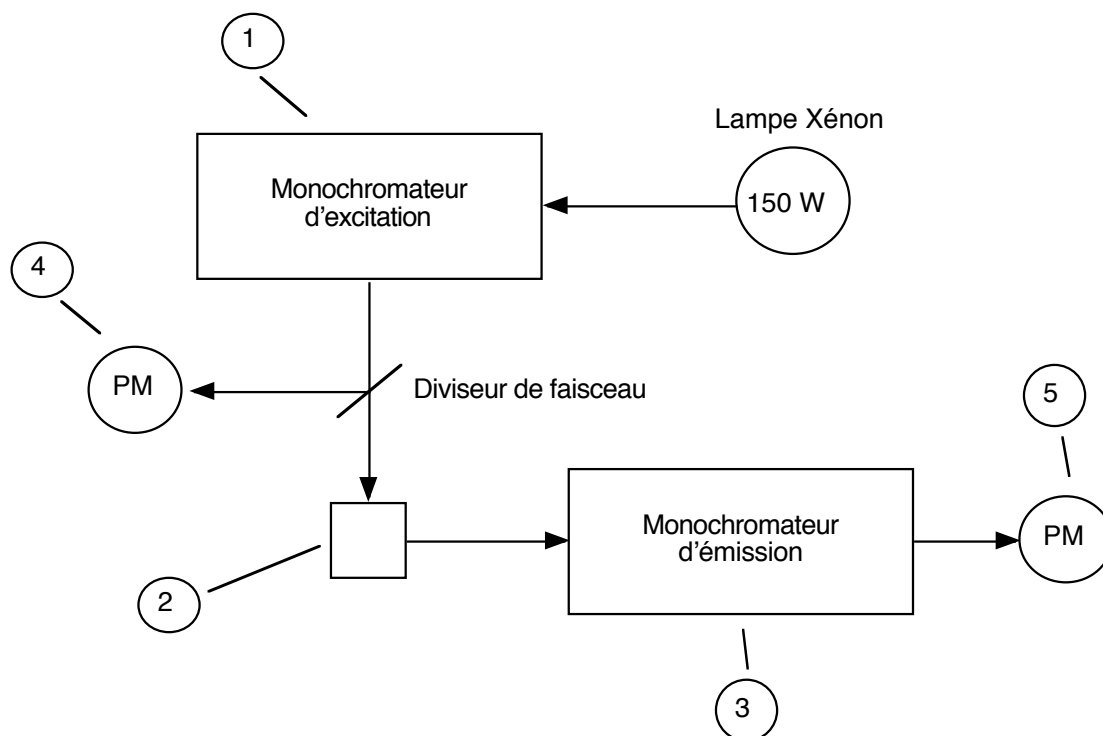 1
Lampe Xénon
Monochromateur
d’excitation
150 W
4
PM
Diviseur de faisceau
5
Monochromateur
d’émission
PM
2
3